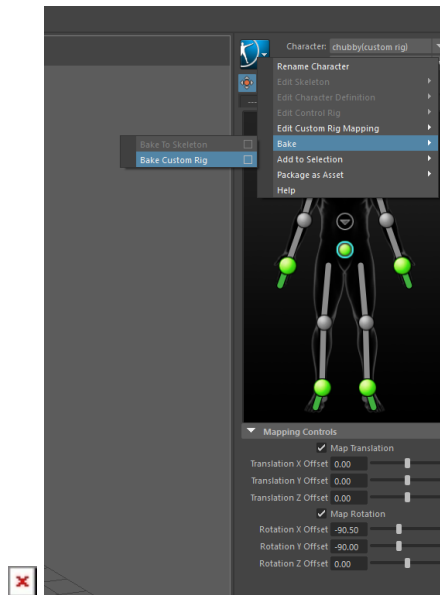 Character: chubby(custom rig)
Rename Character
Edit Skeleton
Edit Character Definition
Edit Control Rig
Edit Custom Rig Mapping
Bake
Add to Selection
Package as Asset
Help
Bake To Skeleton
Bake Custom Rig
Mapping Controls
Map Translation
Translation X Offset 0.00
Translation Y Offset 0.00
Translation Z Offset 0.00
Map Rotation
Rotation X Offset -90.50
Rotation Y Offset -90.00
Rotation Z Offset 0.00